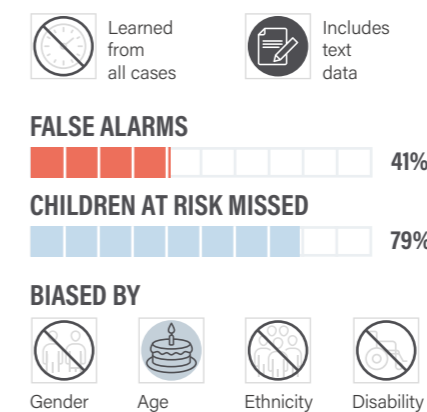 Learned
from
all cases
Includes
text
data
FALSE ALARMS
41%
CHILDREN AT RISK MISSED
79%
BIASED BY
Gender
Age
Ethnicity
Disability